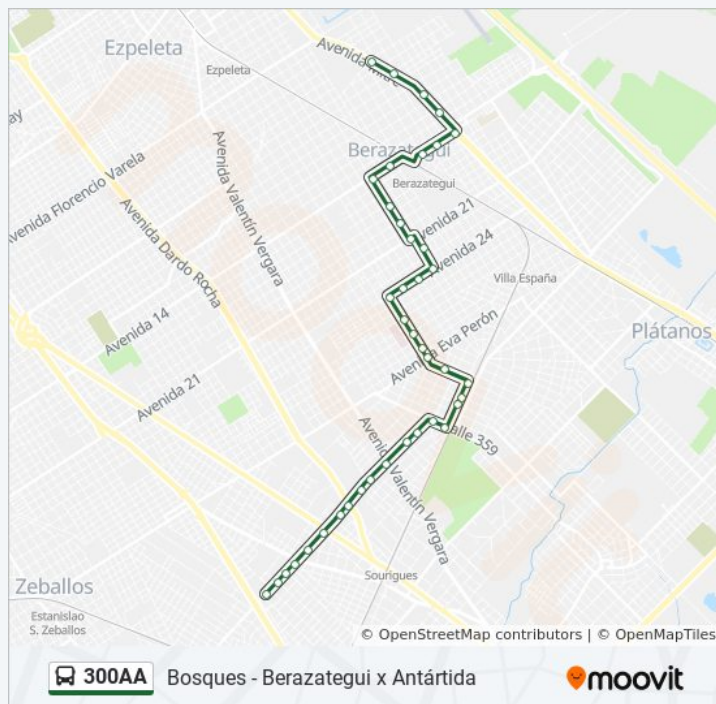 Ezpeleta
Avenida Mitre
Ezpeleta
Avenida Florencio Varela
Avenida Valentín Vergara
Berazategui
Berazategui
Avenida Dardo Rocha
Avenida 21
Avenida 24
Villa España
Avenida 14
Avenida Eva Perón
Plátanos
Avenida 21
Calle 359
Avenida Valentín Vergara
Zeballos
Sourigues
Estanislao
S. Zeballos
© OpenStreetMap contributors | © OpenMapTiles
300AA
Bosques - Berazategui x Antártida
moovit